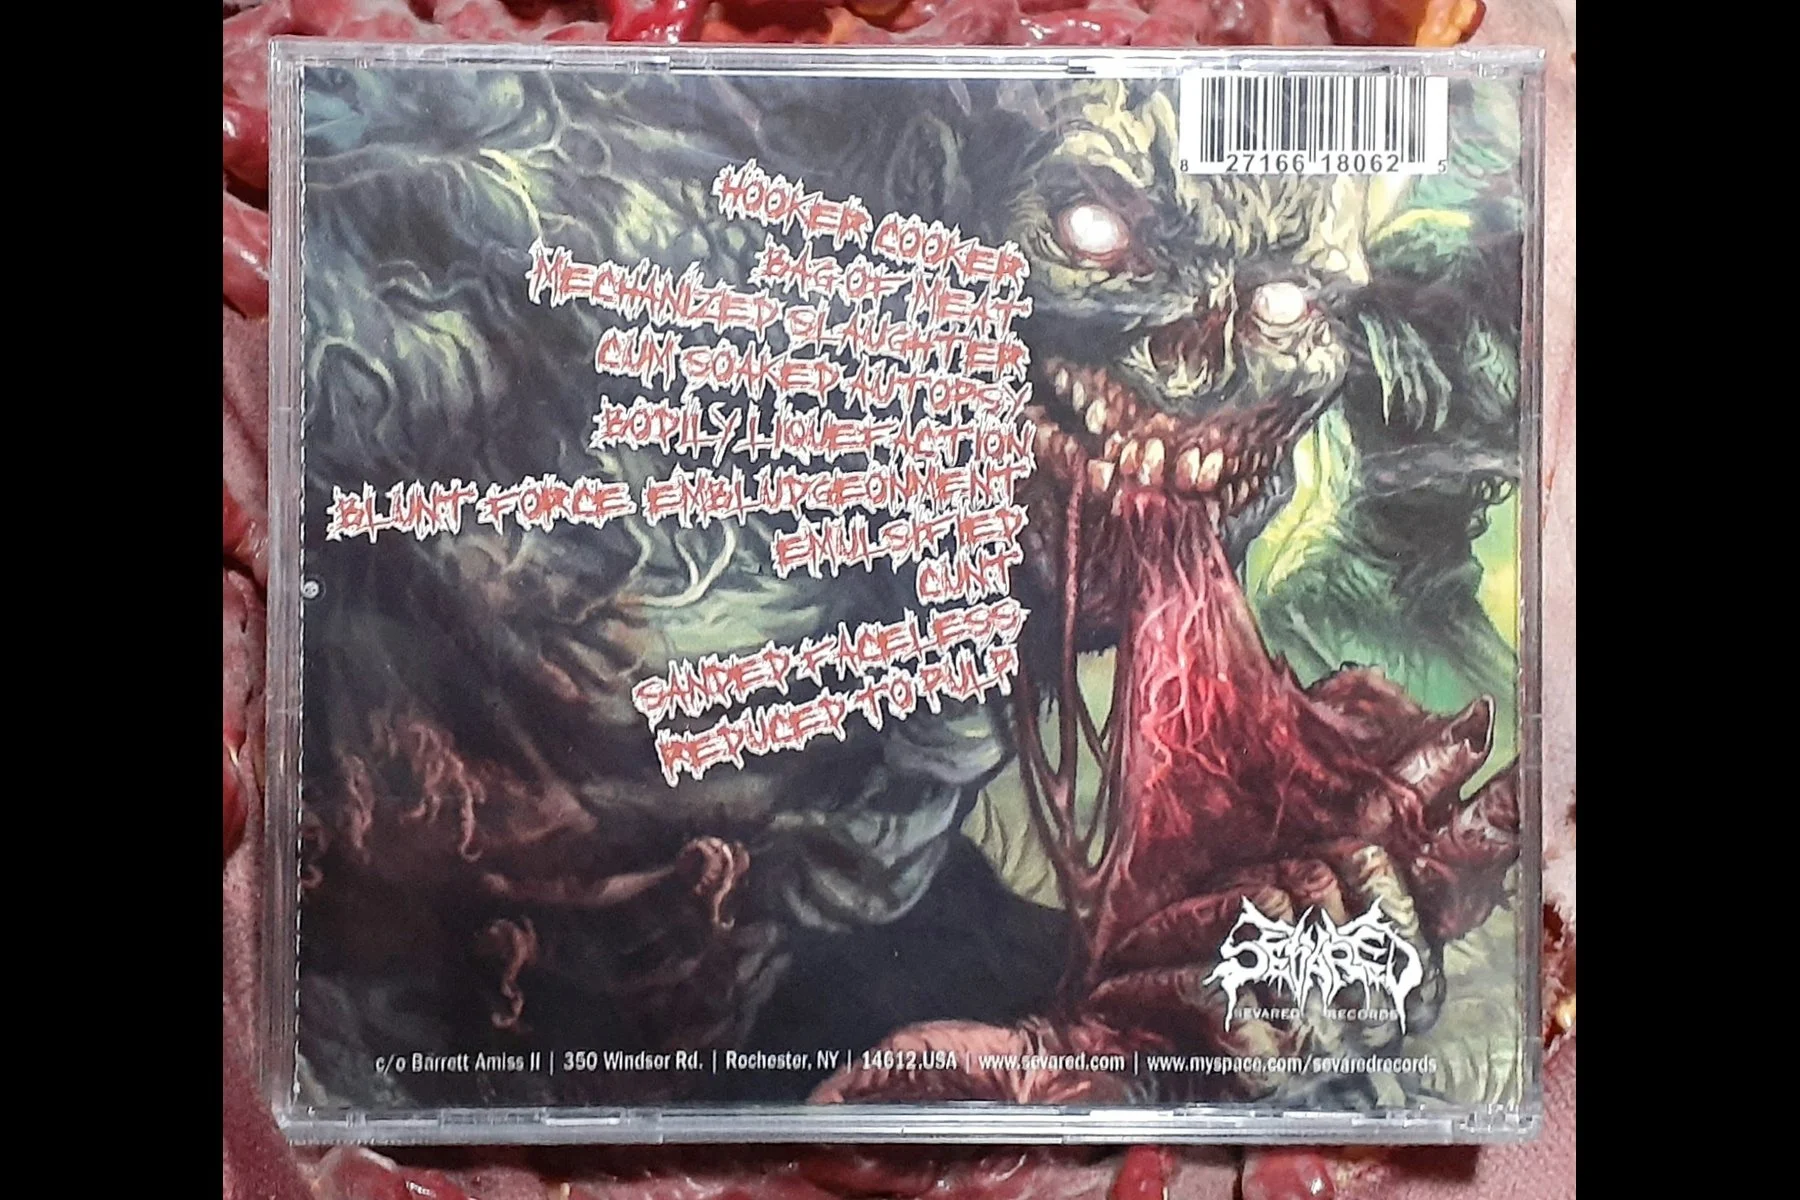 8 27166 18062 5
HOOKER COOKER
BAG OF MEAT
MECHANIZED SLAUGHTER
CUM SOAKED AUTOPSY
BODILY LIQUEFACTION
BLUNT FORCE EMBLUDGEONMENT
EMULSIFIED
CUNT
SANDED FACELESS
REDUCED TO PULP
SEVARED
SEVARED RECORDS
c/o Barrett Amiss II | 350 Windsor Rd. | Rochester, NY | 14612.USA | www.sevared.com | www.myspace.com/sevaredrecords